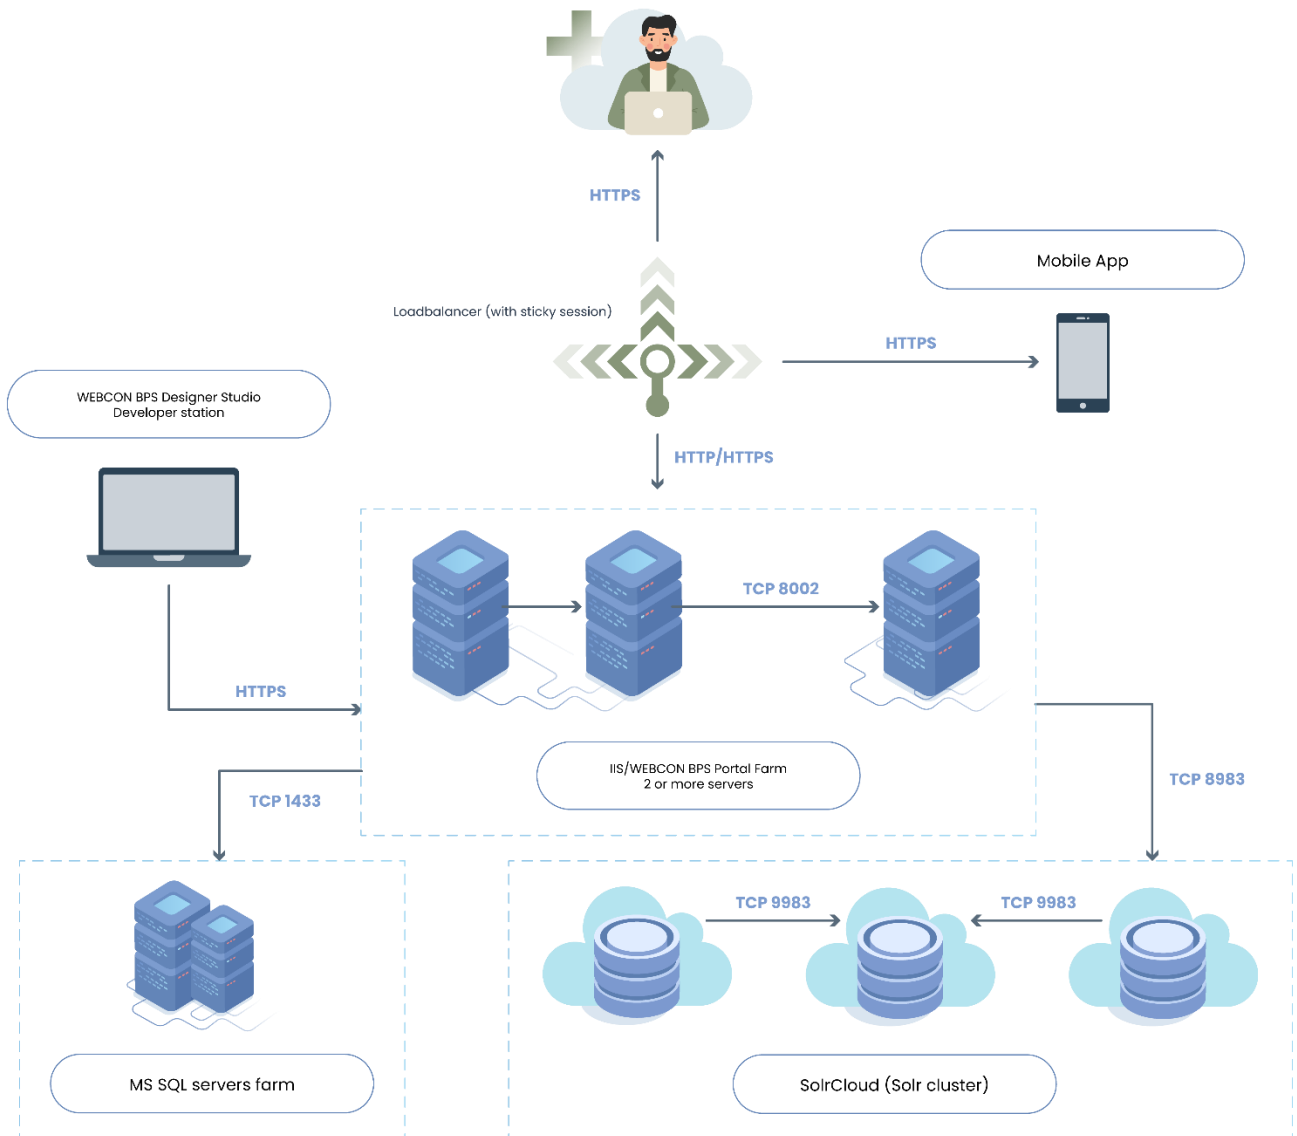 HTTPS
Mobile App
Loadbalancer (with sticky session)
HTTPS
WEBCON BPS Designer Studio
Developer station
HTTP/HTTPS
TCP 8002
HTTPS
IIS/WEBCON BPS Portal Farm
2 or more servers
TCP 1433
TCP 8983
TCP 9983
TCP 9983
MS SQL servers farm
SolrCloud (Solr cluster)